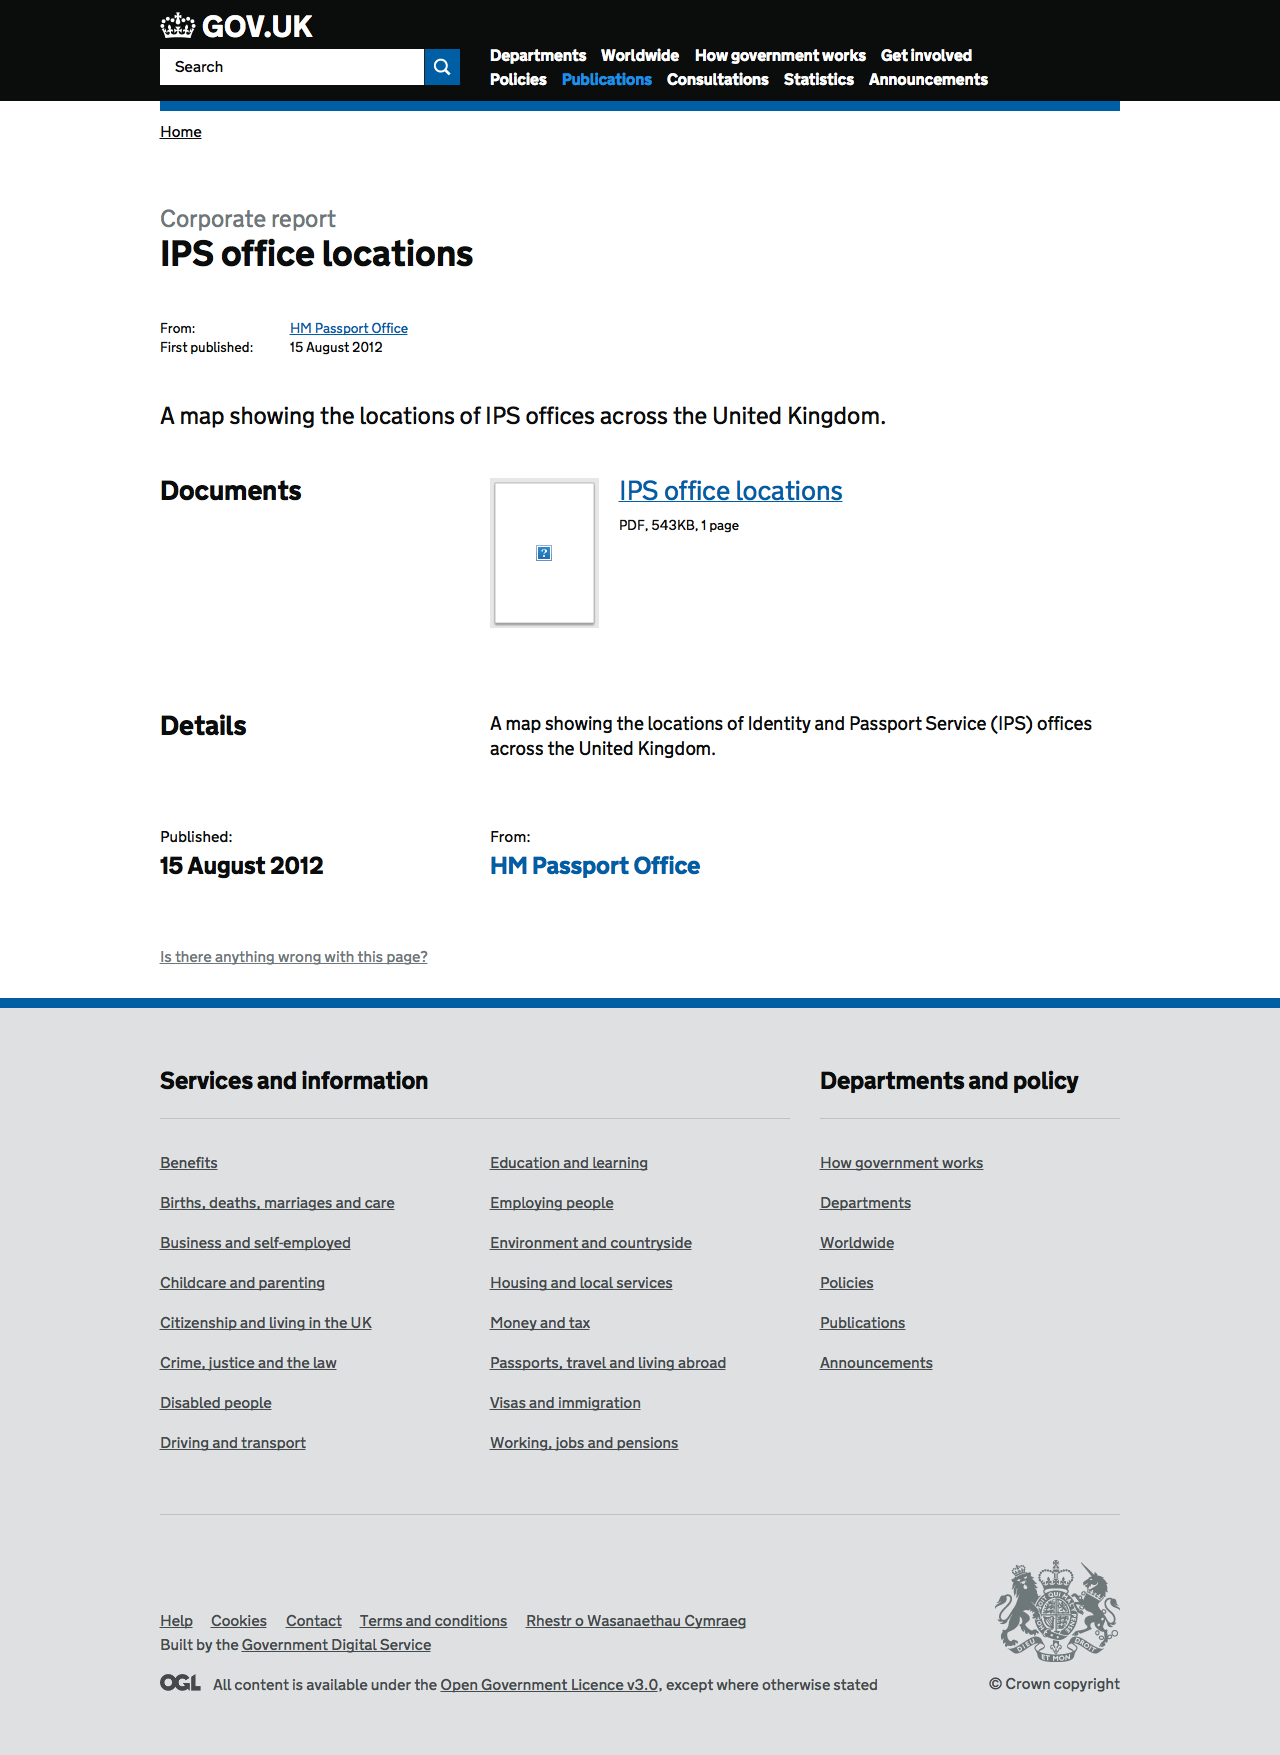 GOV.UK
Search
Departments Worldwide How government works Get involved
Policies Publications Consultations Statistics Announcements
Home
Corporate report
IPS office locations
From: HM Passport Office
First published: 15 August 2012
A map showing the locations of IPS offices across the United Kingdom.
Documents
IPS office locations
PDF, 543KB, 1 page
?
Details
A map showing the locations of Identity and Passport Service (IPS) offices
across the United Kingdom.
Published:
15 August 2012
From:
HM Passport Office
Is there anything wrong with this page?
Services and information
Benefits
Births, deaths, marriages and care
Business and self-employed
Childcare and parenting
Citizenship and living in the UK
Crime, justice and the law
Disabled people
Driving and transport
Education and learning
Employing people
Environment and countryside
Housing and local services
Money and tax
Passports, travel and living abroad
Visas and immigration
Working, jobs and pensions
Departments and policy
How government works
Departments
Worldwide
Policies
Publications
Announcements
Help Cookies Contact Terms and conditions Rhestr o Wasanaethau Cymraeg
Built by the Government Digital Service
OGL All content is available under the Open Government Licence v3.0, except where otherwise stated
DIEU ET MON DROIT
© Crown copyright